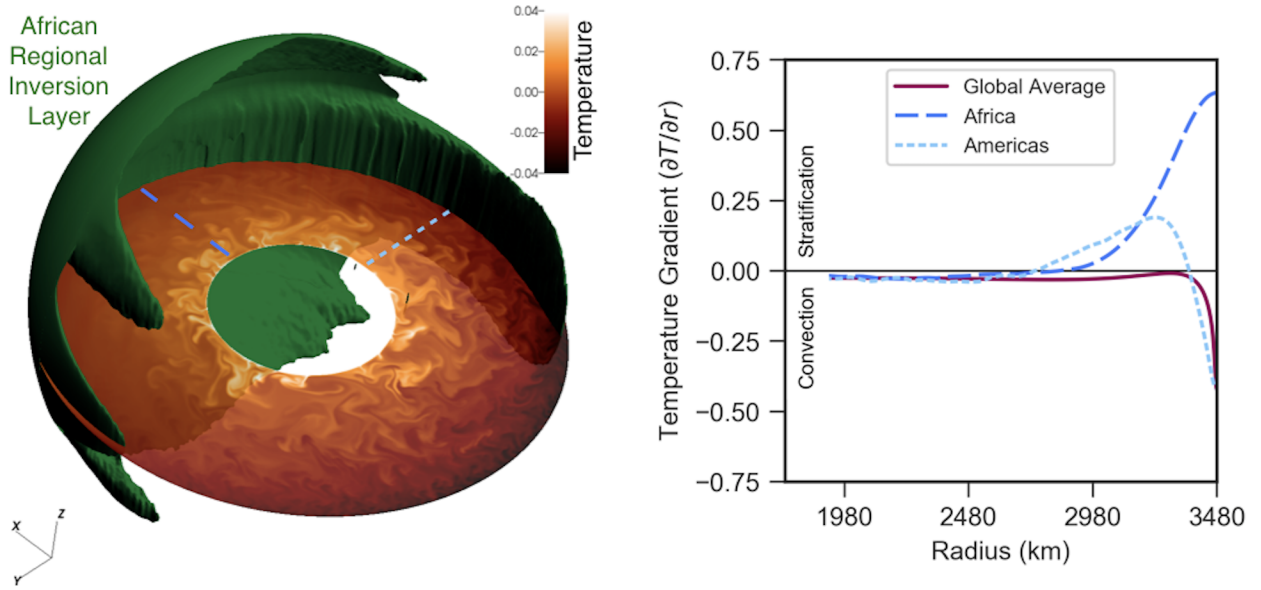 African
Regional
Inversion
Layer
0.04
0.02
0.00
-0.02
-0.04
Temperature
X
Z
Y
Temperature Gradient (∂T/∂r)
0.75
0.50
0.25
0.00
−0.25
−0.50
−0.75
Stratification
Convection
Global Average
Africa
Americas
1980 2480 2980 3480
Radius (km)